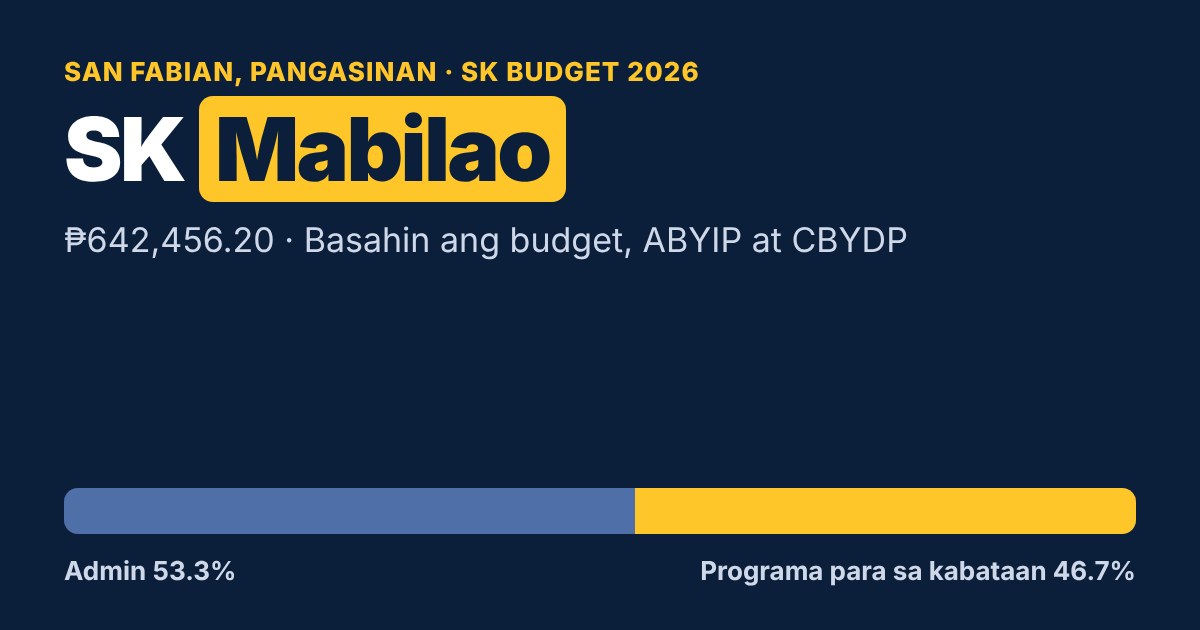 SAN FABIAN, PANGASINAN · SK BUDGET 2026
SK Mabilao
₱642,456.20 · Basahin ang budget, ABYIP at CBYDP
Admin 53.3%
Programa para sa kabataan 46.7%